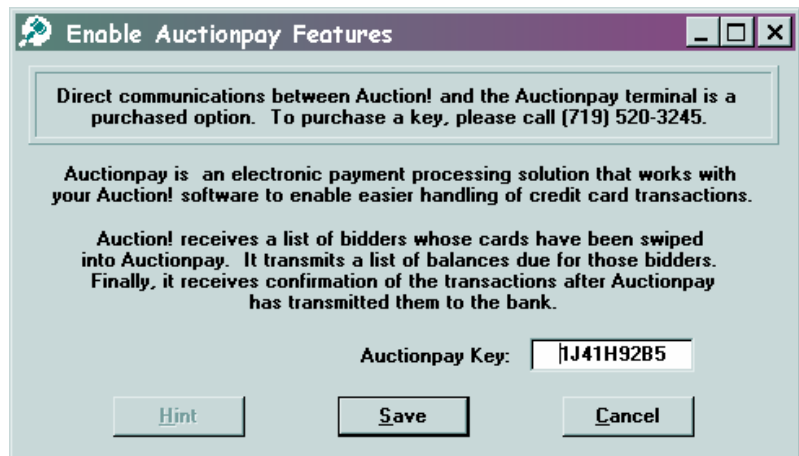 Enable Auctionpay Features
Direct communications between Auction! and the Auctionpay terminal is a
purchased option. To purchase a key, please call (719) 520-3245.
Auctionpay is an electronic payment processing solution that works with
your Auction! software to enable easier handling of credit card transactions.
Auction! receives a list of bidders whose cards have been swiped
into Auctionpay. It transmits a list of balances due for those bidders.
Finally, it receives confirmation of the transactions after Auctionpay
has transmitted them to the bank.
Auctionpay Key: 1J41H92B5
Hint Save Cancel